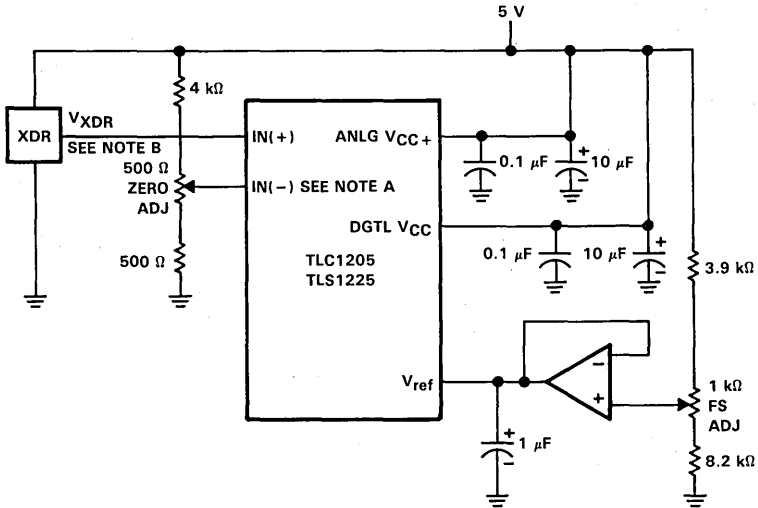 5 V
4 kΩ
XDR
VXDR
SEE NOTE B
500 Ω
ZERO
ADJ
500 Ω
IN(+)
ANLG VCC+
IN(-) SEE NOTE A
DGTL VCC
TLC1205
TLS1225
Vref
0.1 μF
+
10 μF
-
0.1 μF
10 μF
+
-
3.9 kΩ
-
+
1 kΩ
FS
ADJ
8.2 kΩ
+
1 μF
-